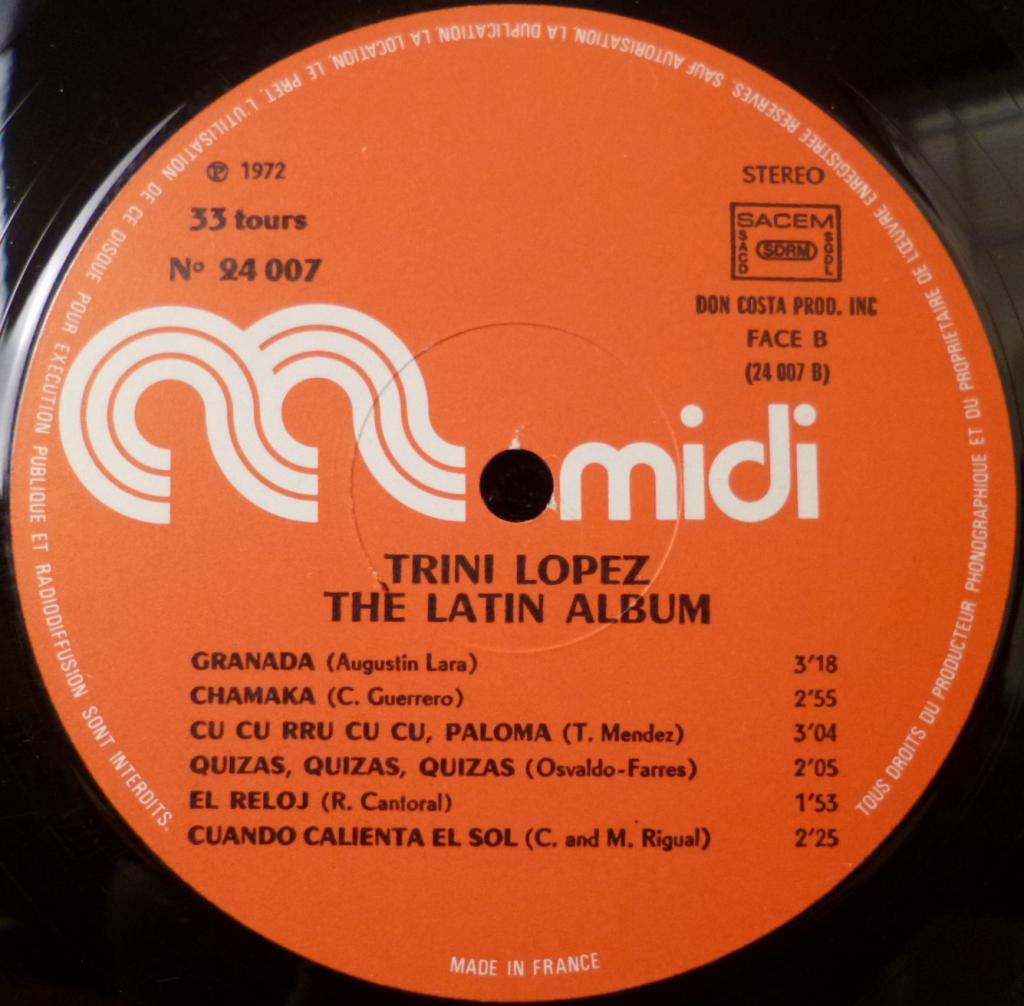 ℗ 1972
33 tours
Nº 24 007
STEREO
SACEM
SACD
SDRM
SGDL
DON COSTA PROD. INC
FACE B
(24 007 B)
midi
TRINI LOPEZ
THE LATIN ALBUM
GRANADA (Augustin Lara) 3'18
CHAMAKA (C. Guerrero) 2'55
CU CU RRU CU CU, PALOMA (T. Mendez) 3'04
QUIZAS, QUIZAS, QUIZAS (Osvaldo-Farres) 2'05
EL RELOJ (R. Cantoral) 1'53
CUANDO CALIENTA EL SOL (C. and M. Rigual) 2'25
TOUS DROITS DU PRODUCTEUR PHONOGRAPHIQUE ET DU PROPRIETAIRE DE L'ŒUVRE ENREGISTREE RESERVES. SAUF AUTORISATION, LA DUPLICATION, LA LOCATION, LE PRET, L'UTILISATION DE CE DISQUE POUR EXECUTION PUBLIQUE ET RADIODIFFUSION SONT INTERDITS.
MADE IN FRANCE